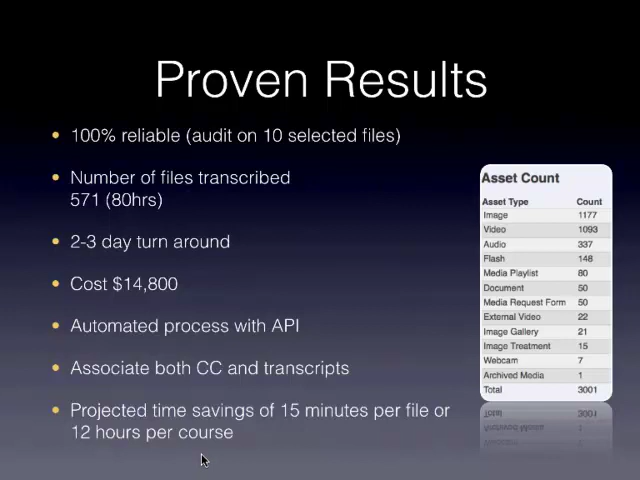 Proven Results
100% reliable (audit on 10 selected files)
Number of files transcribed
571 (80hrs)
2-3 day turn around
Cost $14,800
Automated process with API
Associate both CC and transcripts
Projected time savings of 15 minutes per file or
12 hours per course
Asset Count
Asset Type Count
Image 1177
Video 1093
Audio 337
Flash 148
Media Playlist 80
Document 50
Media Request Form 50
External Video 22
Image Gallery 21
Image Treatment 15
Webcam 7
Archived Media 1
Total 3001